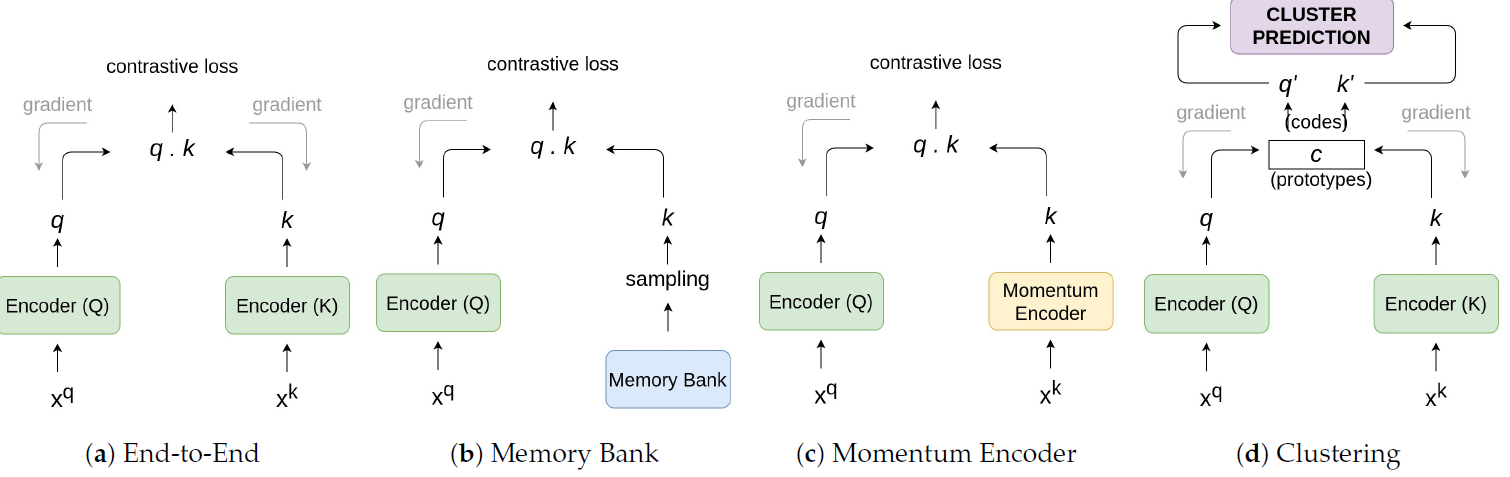 contrastive loss
gradient
gradient
q . k
q
k
Encoder (Q)
Encoder (K)
xq
xk
(a) End-to-End
contrastive loss
gradient
q . k
q
k
sampling
Encoder (Q)
Memory Bank
xq
(b) Memory Bank
contrastive loss
gradient
q . k
q
k
Encoder (Q)
Momentum
Encoder
xq
xk
(c) Momentum Encoder
CLUSTER
PREDICTION
q' k'
(codes)
gradient
gradient
c
(prototypes)
q
k
Encoder (Q)
Encoder (K)
xq
xk
(d) Clustering